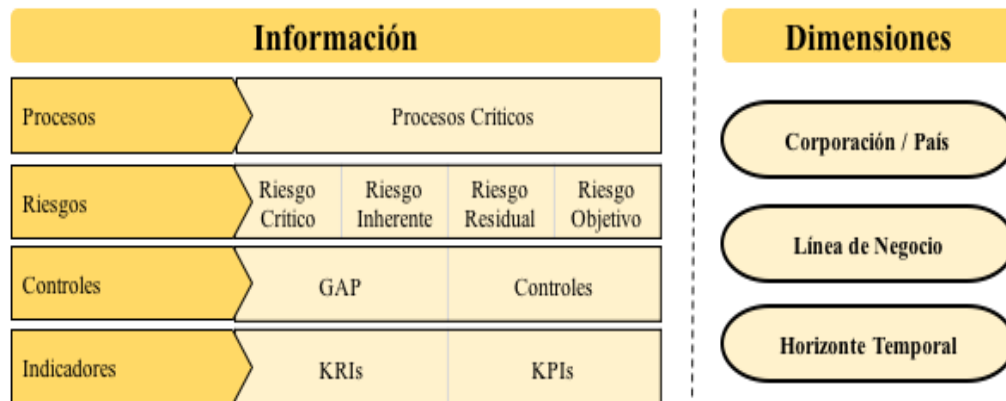 Información
Procesos
Procesos Críticos
Riesgos
Riesgo
Crítico
Riesgo
Inherente
Riesgo
Residual
Riesgo
Objetivo
Controles
GAP
Controles
Indicadores
KRIs
KPIs
Dimensiones
Corporación / País
Línea de Negocio
Horizonte Temporal